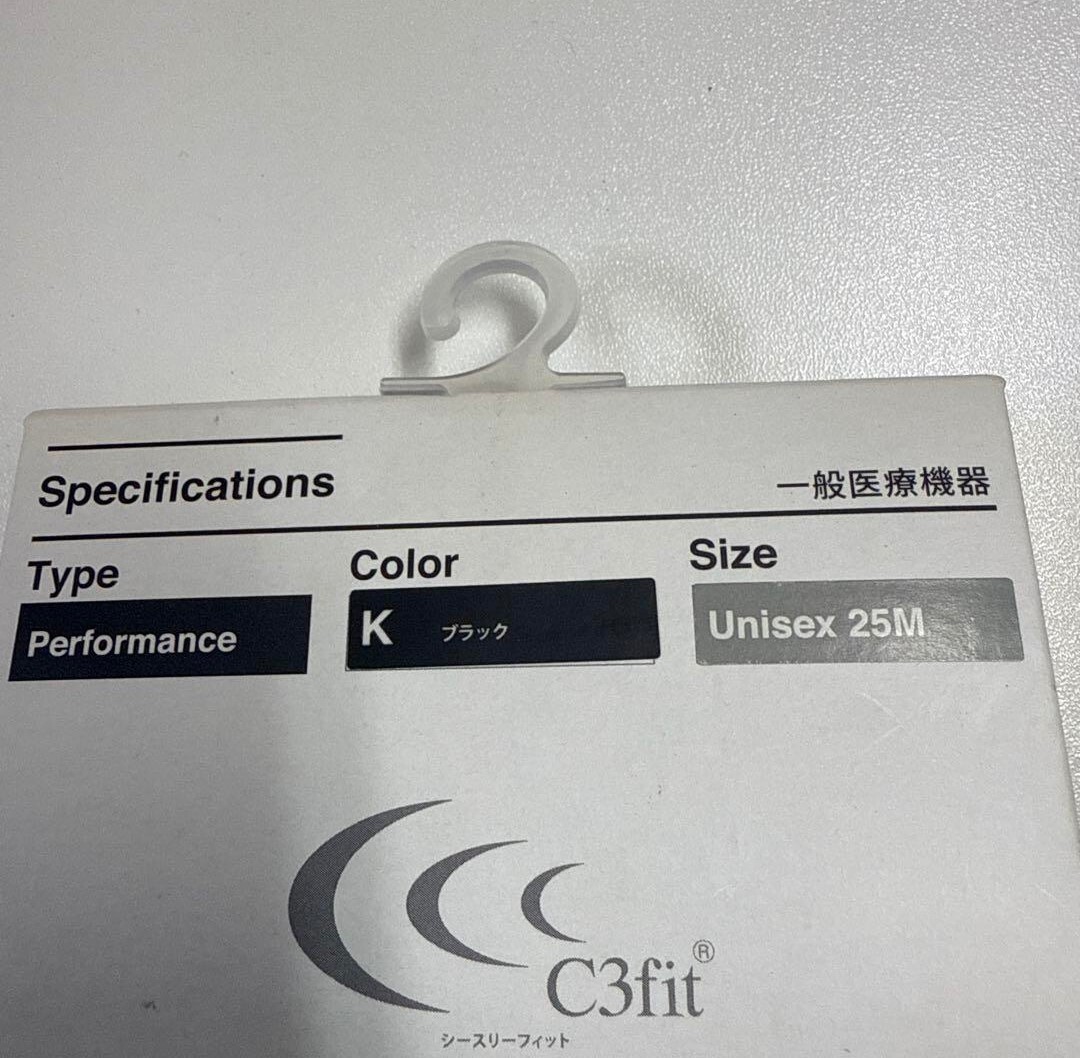 Specifications
一般医療機器
Type
Color
Size
Performance
K ブラック
Unisex 25M
C3fit®
シースリーフィット